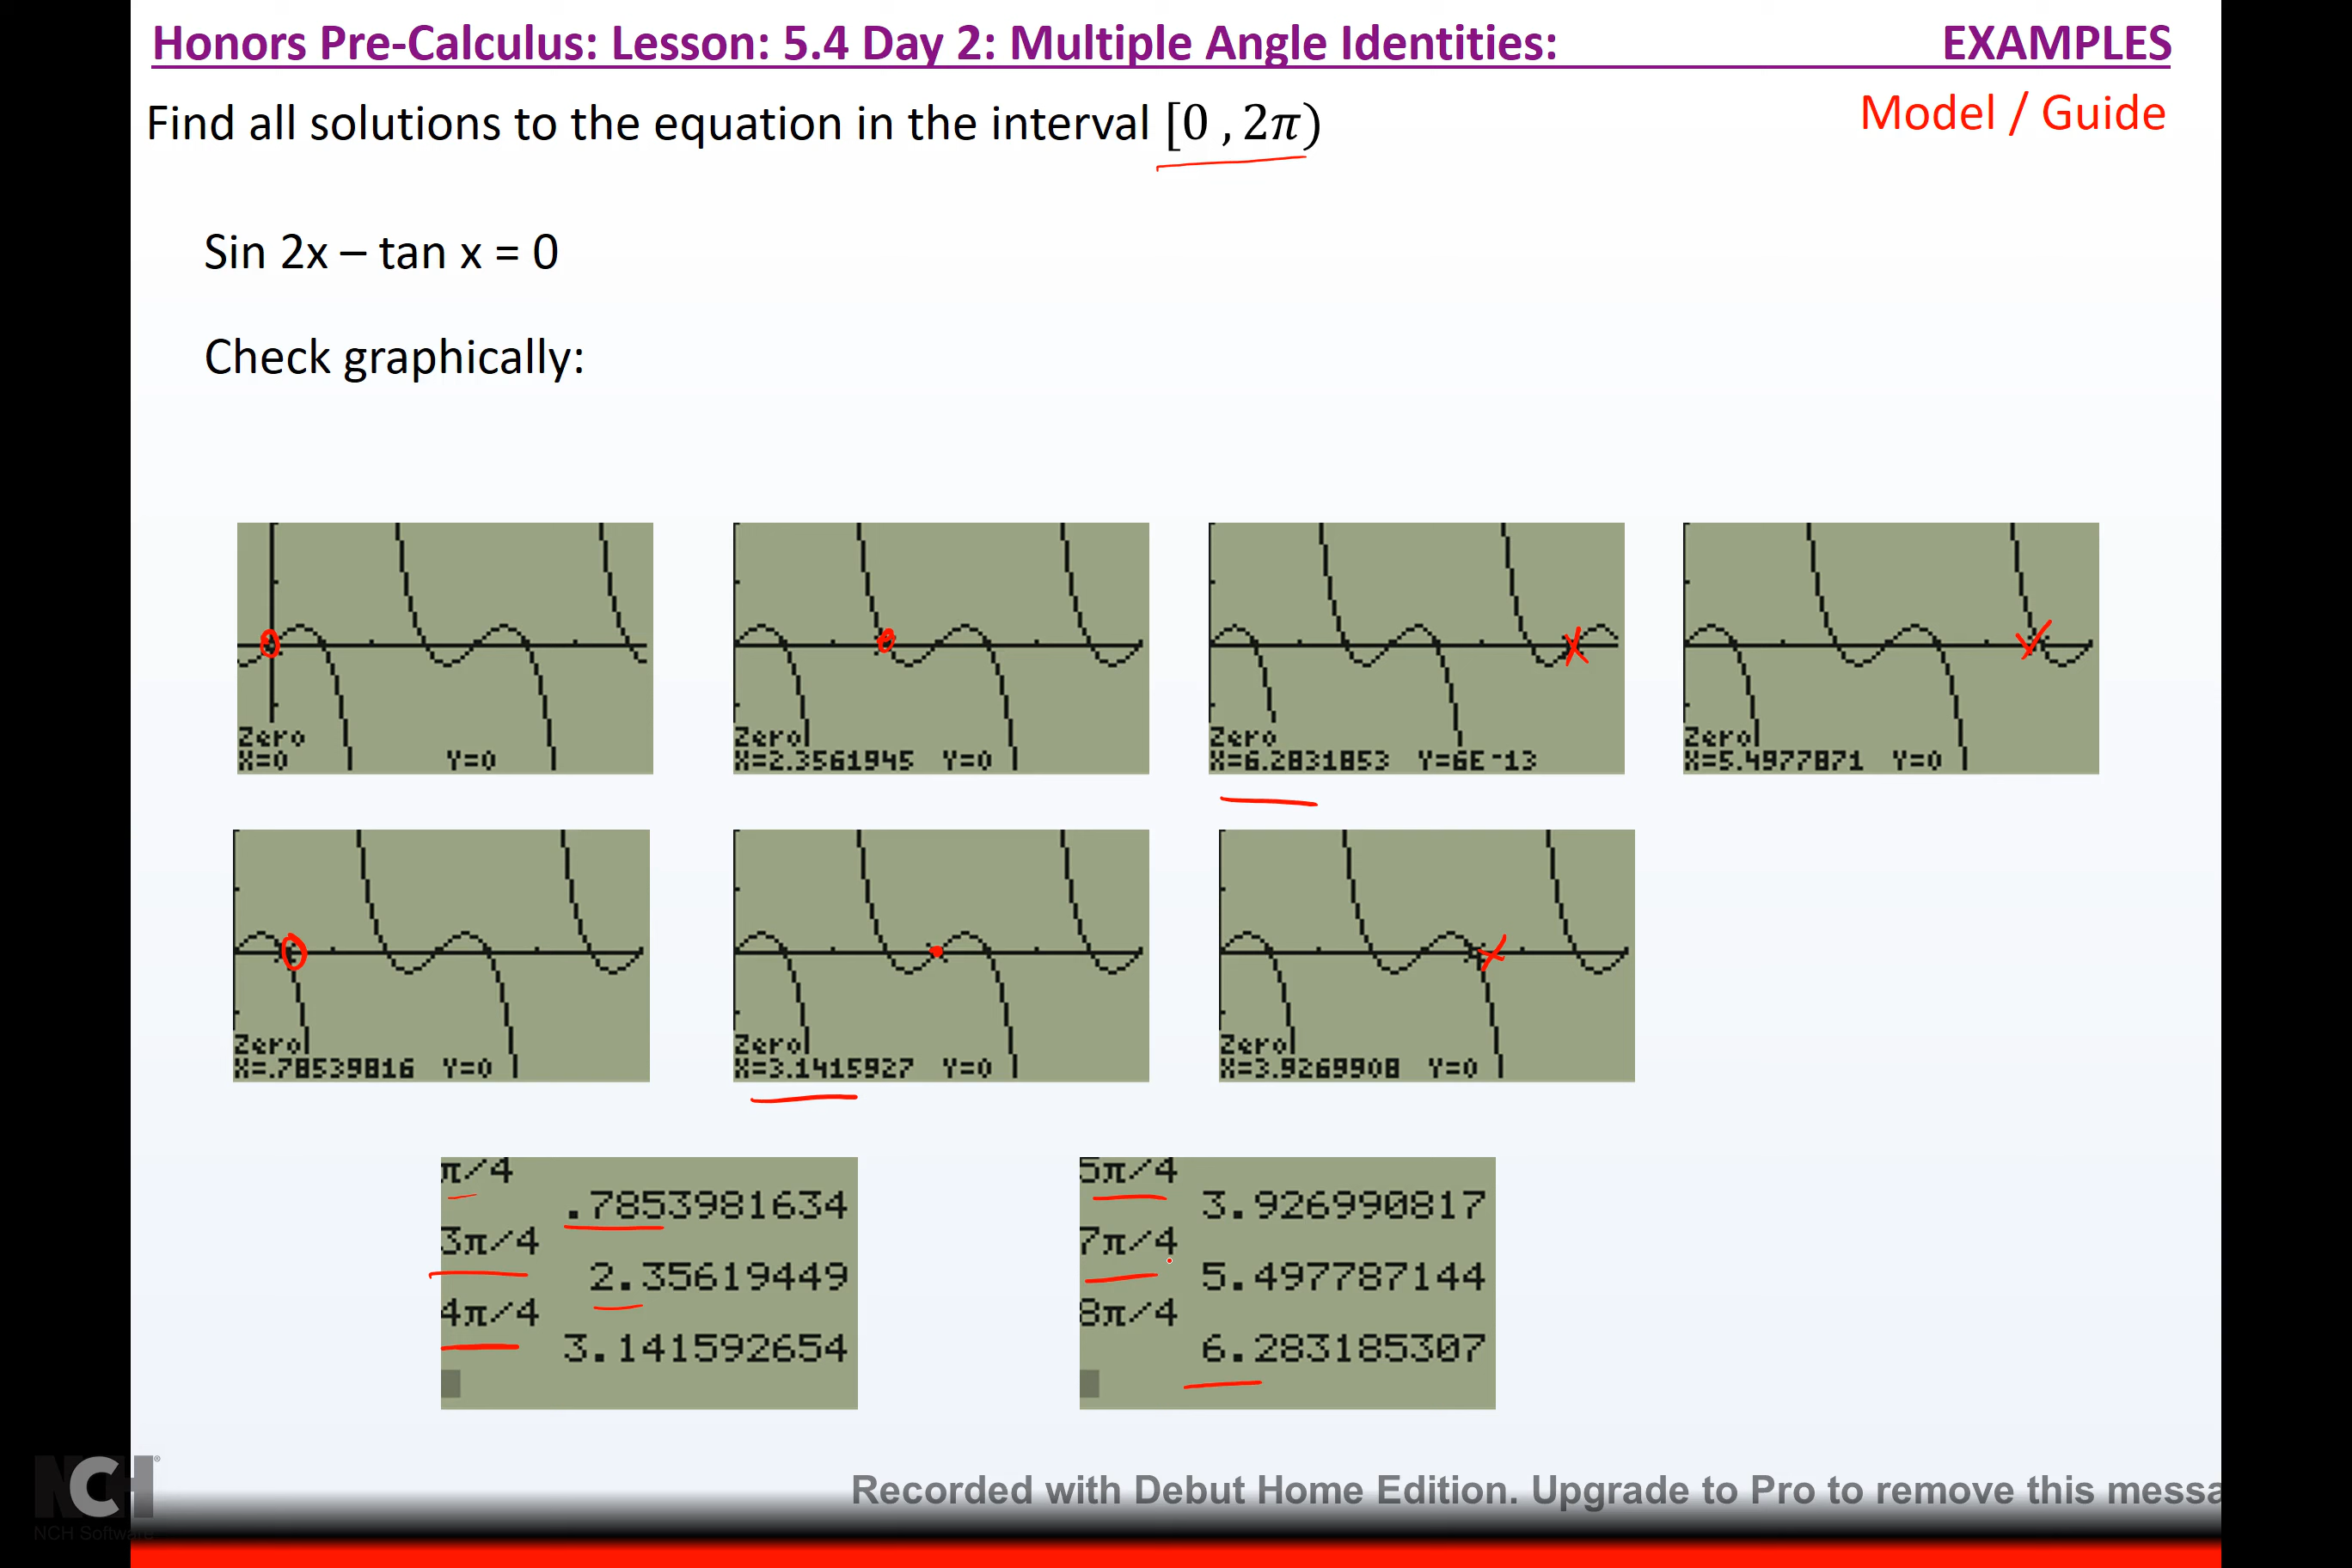 Honors Pre-Calculus: Lesson: 5.4 Day 2: Multiple Angle Identities: EXAMPLES
Find all solutions to the equation in the interval [0 , 2π)
Model / Guide
Sin 2x – tan x = 0
Check graphically:
Zero
X=0 Y=0
Zero
X=2.3561945 Y=0
Zero
X=6.2831853 Y=6E-13
Zero
X=5.4977871 Y=0
Zero
X=.78539816 Y=0
Zero
X=3.1415927 Y=0
Zero
X=3.9269908 Y=0
π/4
.7853981634
3π/4
2.35619449
4π/4
3.141592654
5π/4
3.926990817
7π/4
5.497787144
8π/4
6.283185307
NCH®
NCH Software
Recorded with Debut Home Edition. Upgrade to Pro to remove this messa